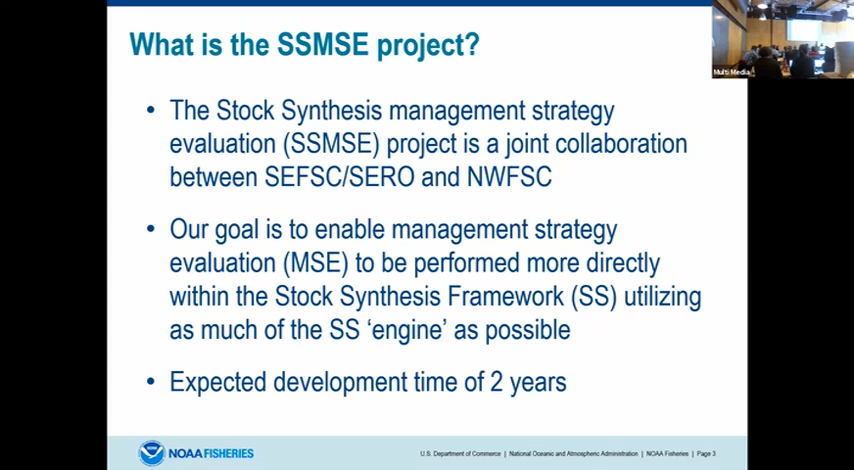 What is the SSMSE project?
• The Stock Synthesis management strategy
evaluation (SSMSE) project is a joint collaboration
between SEFSC/SERO and NWFSC
• Our goal is to enable management strategy
evaluation (MSE) to be performed more directly
within the Stock Synthesis Framework (SS) utilizing
as much of the SS ‘engine’ as possible
• Expected development time of 2 years
NOAA FISHERIES
U.S. Department of Commerce | National Oceanic and Atmospheric Administration | NOAA Fisheries | Page 3
Multi Media